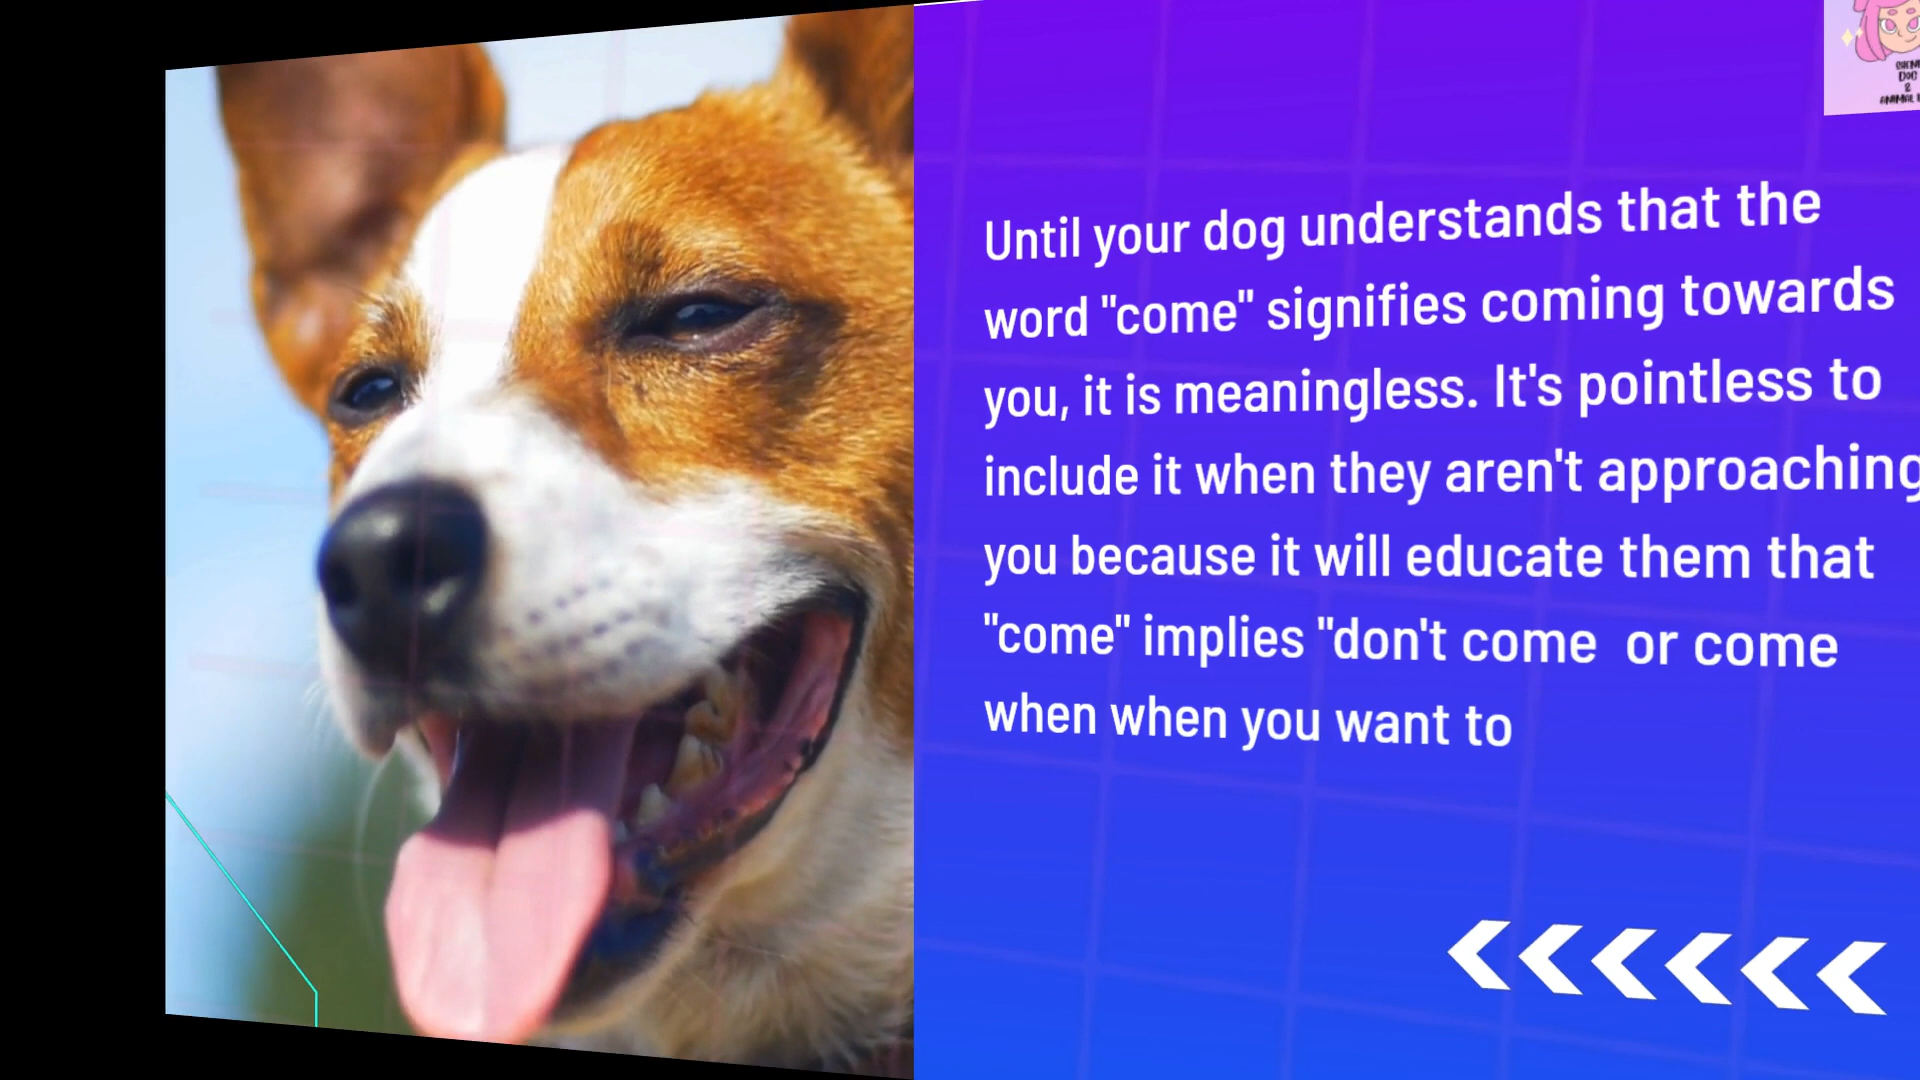 Until your dog understands that the
word "come" signifies coming towards
you, it is meaningless. It's pointless to
include it when they aren't approaching
you because it will educate them that
"come" implies "don't come  or come
when when you want to
DOG
&